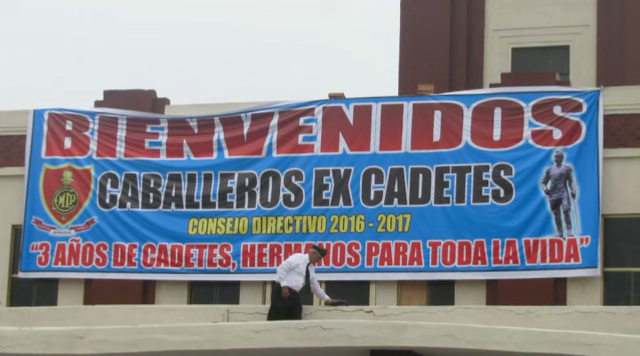 BIENVENIDOS
CABALLEROS EX CADETES
CONSEJO DIRECTIVO 2016 - 2017
"3 AÑOS DE CADETES, HERMANOS PARA TODA LA VIDA"